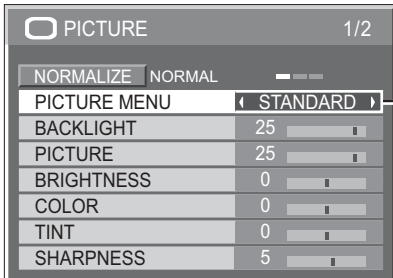 PICTURE 1/2
NORMALIZE NORMAL
PICTURE MENU STANDARD
BACKLIGHT 25
PICTURE 25
BRIGHTNESS 0
COLOR 0
TINT 0
SHARPNESS 5